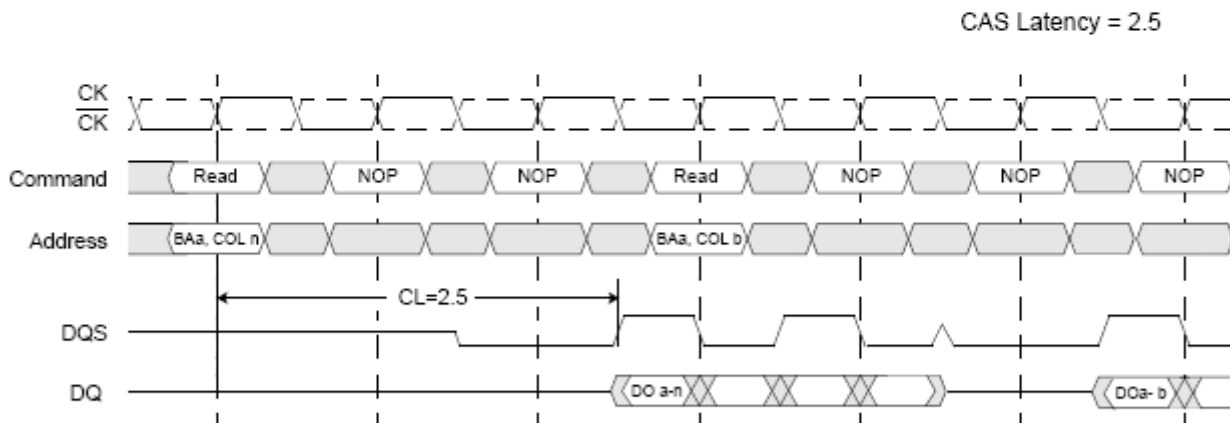 CAS Latency = 2.5
CK
CK
Command Read NOP NOP Read NOP NOP NOP
Address BAa, COL n BAa, COL b
CL=2.5
DQS
DQ DO a-n DOa- b